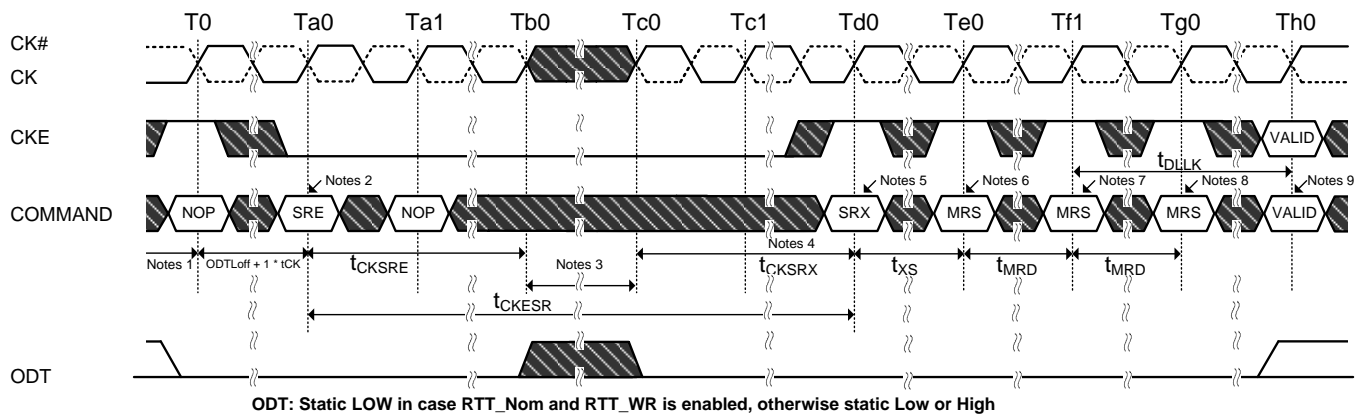 T0 Ta0 Ta1 Tb0 Tc0 Tc1 Td0 Te0 Tf1 Tg0 Th0
CK#
CK
CKE
VALID
tDLLK
Notes 2 Notes 5 Notes 6 Notes 7 Notes 8 Notes 9
COMMAND
NOP SRE NOP SRX MRS MRS MRS VALID
Notes 1 ODTLoff + 1 * tCK tCKSRE Notes 3 Notes 4 tCKSRX tXS tMRD tMRD
tCKESR
ODT
ODT: Static LOW in case RTT_Nom and RTT_WR is enabled, otherwise static Low or High